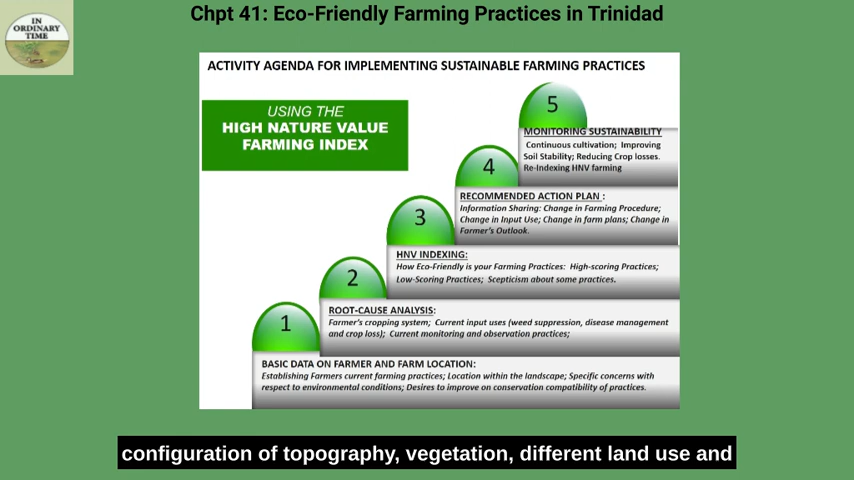 Chpt 41: Eco-Friendly Farming Practices in Trinidad
IN
ORDINARY
TIME
ACTIVITY AGENDA FOR IMPLEMENTING SUSTAINABLE FARMING PRACTICES
USING THE
HIGH NATURE VALUE
FARMING INDEX
5
MONITORING SUSTAINABILITY
Continuous cultivation; Improving
Soil Stability; Reducing Crop losses.
Re-Indexing HNV farming
4
RECOMMENDED ACTION PLAN :
Information Sharing: Change in Farming Procedure;
Change in Input Use; Change in farm plans; Change in
Farmer's Outlook.
3
HNV INDEXING:
How Eco-Friendly is your Farming Practices: High-scoring Practices;
Low-Scoring Practices; Scepticism about some practices.
2
ROOT-CAUSE ANALYSIS:
Farmer's cropping system; Current input uses (weed suppression, disease management
and crop loss); Current monitoring and observation practices;
1
BASIC DATA ON FARMER AND FARM LOCATION:
Establishing Farmers current farming practices; Location within the landscape; Specific concerns with
respect to environmental conditions; Desires to improve on conservation compatibility of practices.
configuration of topography, vegetation, different land use and